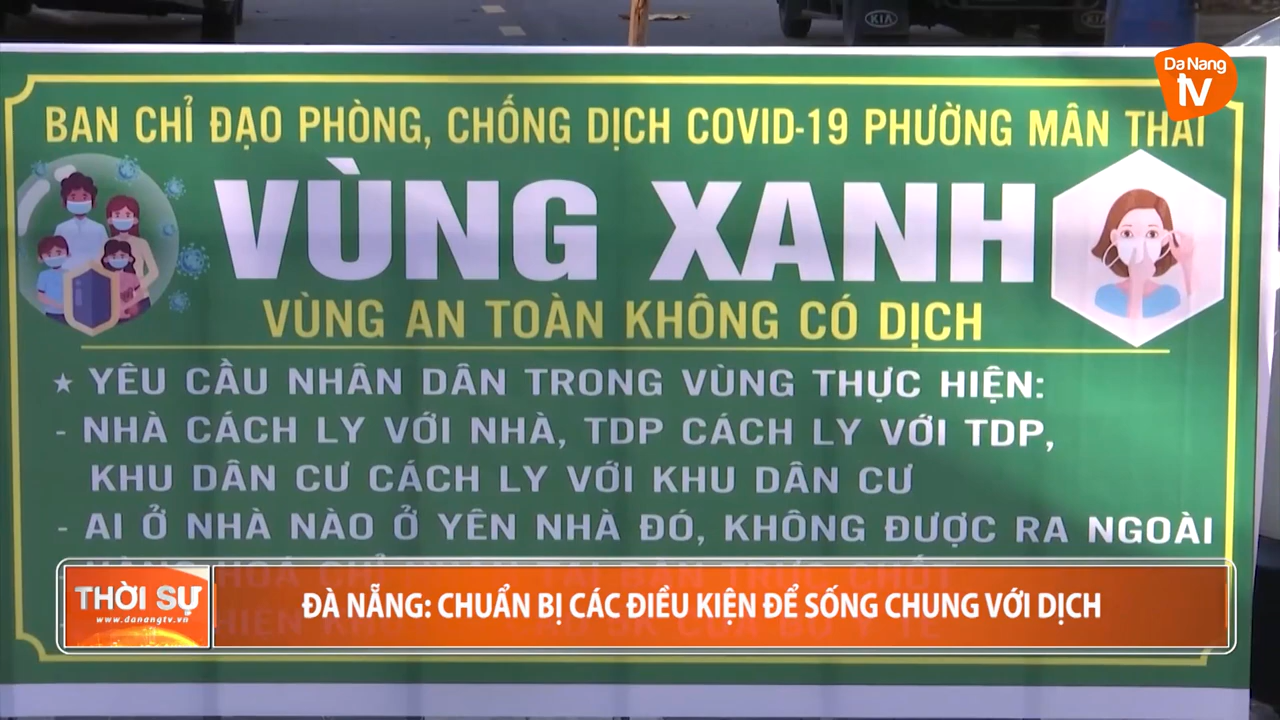 KIA
KIA
Da Nang
tv
BAN CHỈ ĐẠO PHÒNG, CHỐNG DỊCH COVID-19 PHƯỜNG MÂN THÁI
VÙNG XANH
VÙNG AN TOÀN KHÔNG CÓ DỊCH
★ YÊU CẦU NHÂN DÂN TRONG VÙNG THỰC HIỆN:
- NHÀ CÁCH LY VỚI NHÀ, TDP CÁCH LY VỚI TDP,
KHU DÂN CƯ CÁCH LY VỚI KHU DÂN CƯ
- AI Ở NHÀ NÀO Ở YÊN NHÀ ĐÓ, KHÔNG ĐƯỢC RA NGOÀI
THỜI SỰ
www.danangtv.vn
ĐÀ NẴNG: CHUẨN BỊ CÁC ĐIỀU KIỆN ĐỂ SỐNG CHUNG VỚI DỊCH